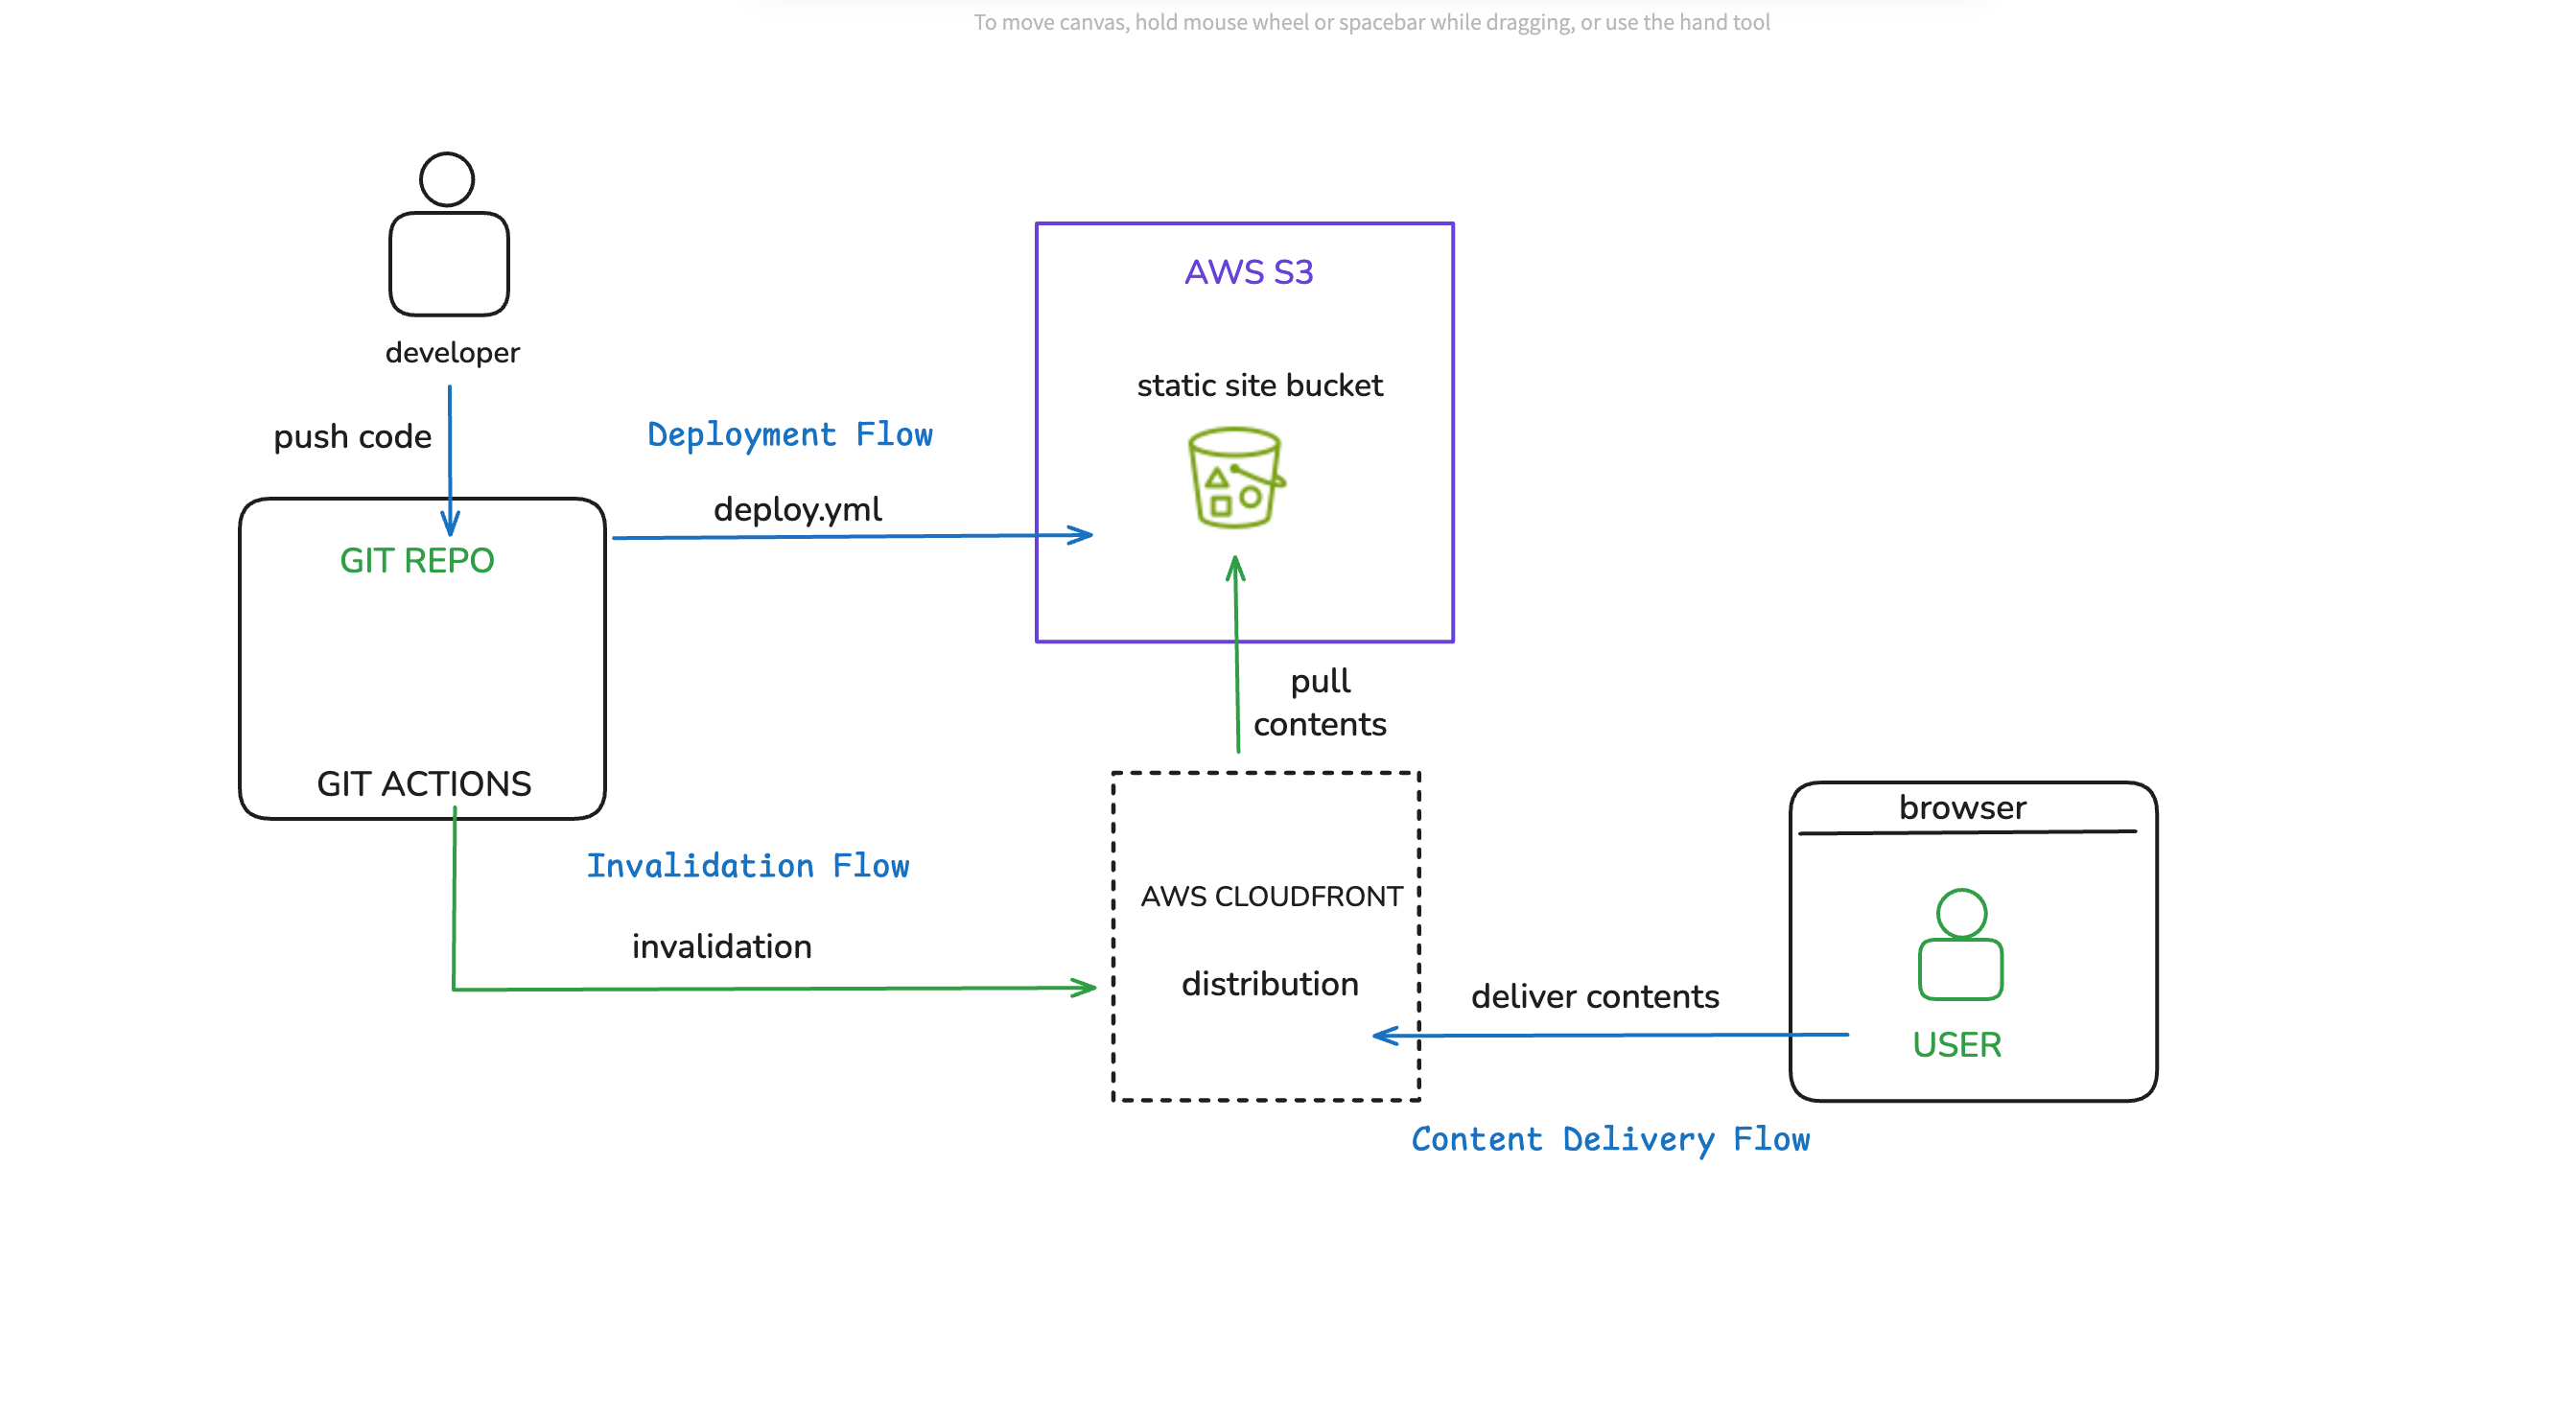 To move canvas, hold mouse wheel or spacebar while dragging, or use the hand tool
developer
push code
GIT REPO
GIT ACTIONS
Deployment Flow
deploy.yml
AWS S3
static site bucket
pull
contents
Invalidation Flow
invalidation
AWS CLOUDFRONT
distribution
deliver contents
Content Delivery Flow
browser
USER